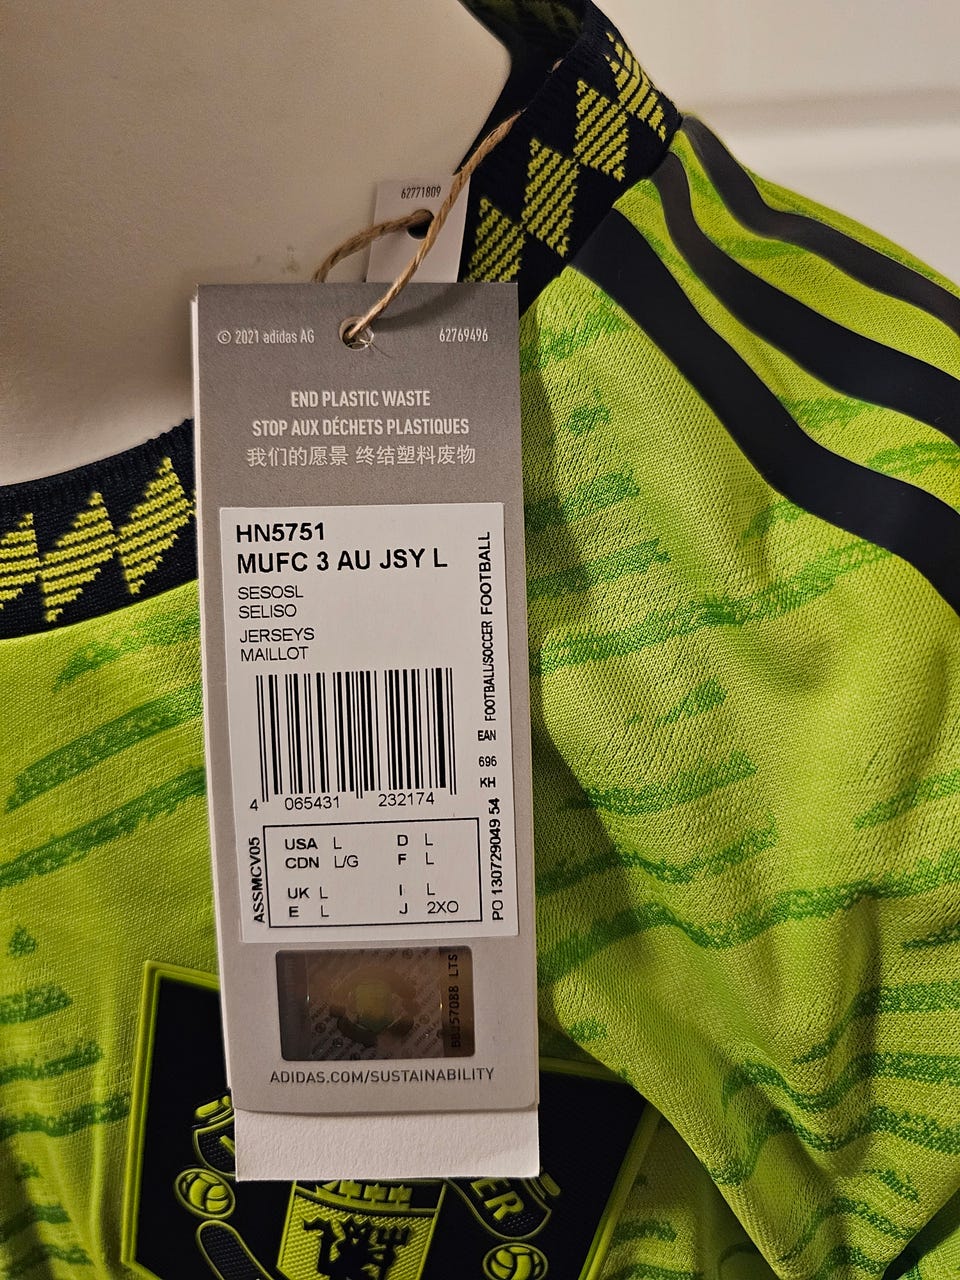 62771809
© 2021 adidas AG
62769496
END PLASTIC WASTE
STOP AUX DÉCHETS PLASTIQUES
我们的愿景 终结塑料废物
HN5751
MUFC 3 AU JSY L
SESOSL
SELISO
JERSEYS
MAILLOT
4 065431 232174
FOOTBALL/SOCCER FOOTBALL
EAN
696
KH
PO 130729049 54
ASSMCV05
USA L D L
CDN L/G F L
UK L I L
E L J 2XO
LTS
ADIDAS.COM/SUSTAINABILITY